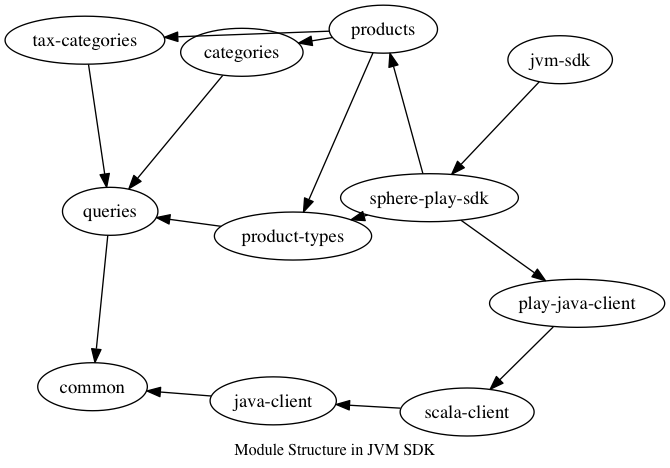 products
tax-categories
categories
jvm-sdk
sphere-play-sdk
queries
product-types
play-java-client
common
java-client
scala-client
Module Structure in JVM SDK